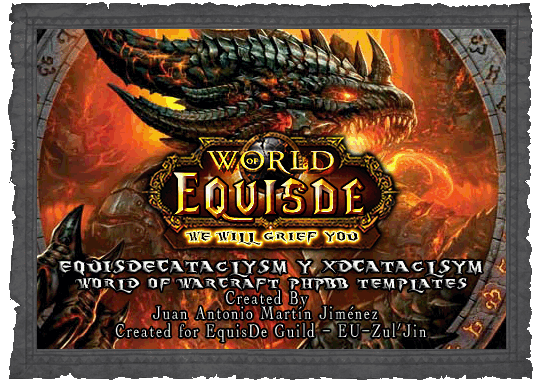 WORLD
OF
EQUISDE
WE WILL GRIEF YOU
EQUISDECATACLYSM Y XDCATACLSYM
WORLD OF WARCRAFT PHPBB TEMPLATES
Created By
Juan Antonio Martín Jiménez
Created for EquisDe Guild - EU-Zul'Jin